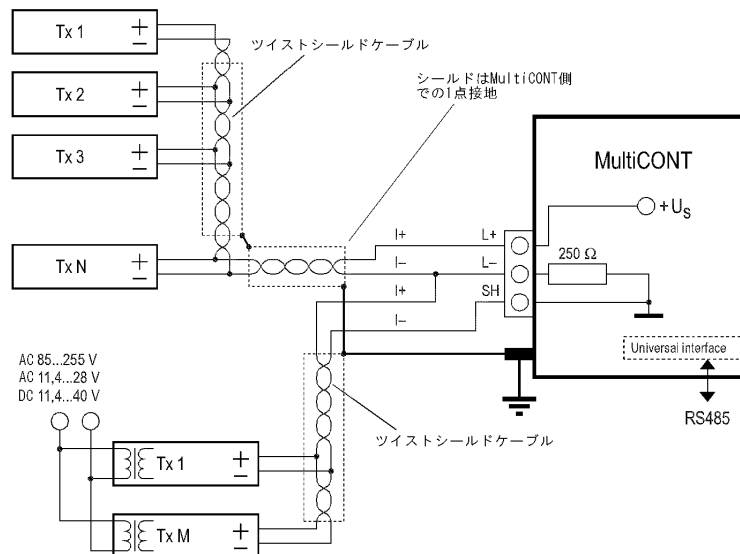 Tx 1
+
−
ツイストシールドケーブル
Tx 2
+
−
シールドはMultiCONT側
での1点接地
Tx 3
+
−
MultiCONT
+US
Tx N
+
−
I+
L+
I−
L−
250 Ω
I+
SH
I−
Universal interface
RS485
AC 85...255 V
AC 11,4...28 V
DC 11,4...40 V
ツイストシールドケーブル
Tx 1
+
−
Tx M
+
−